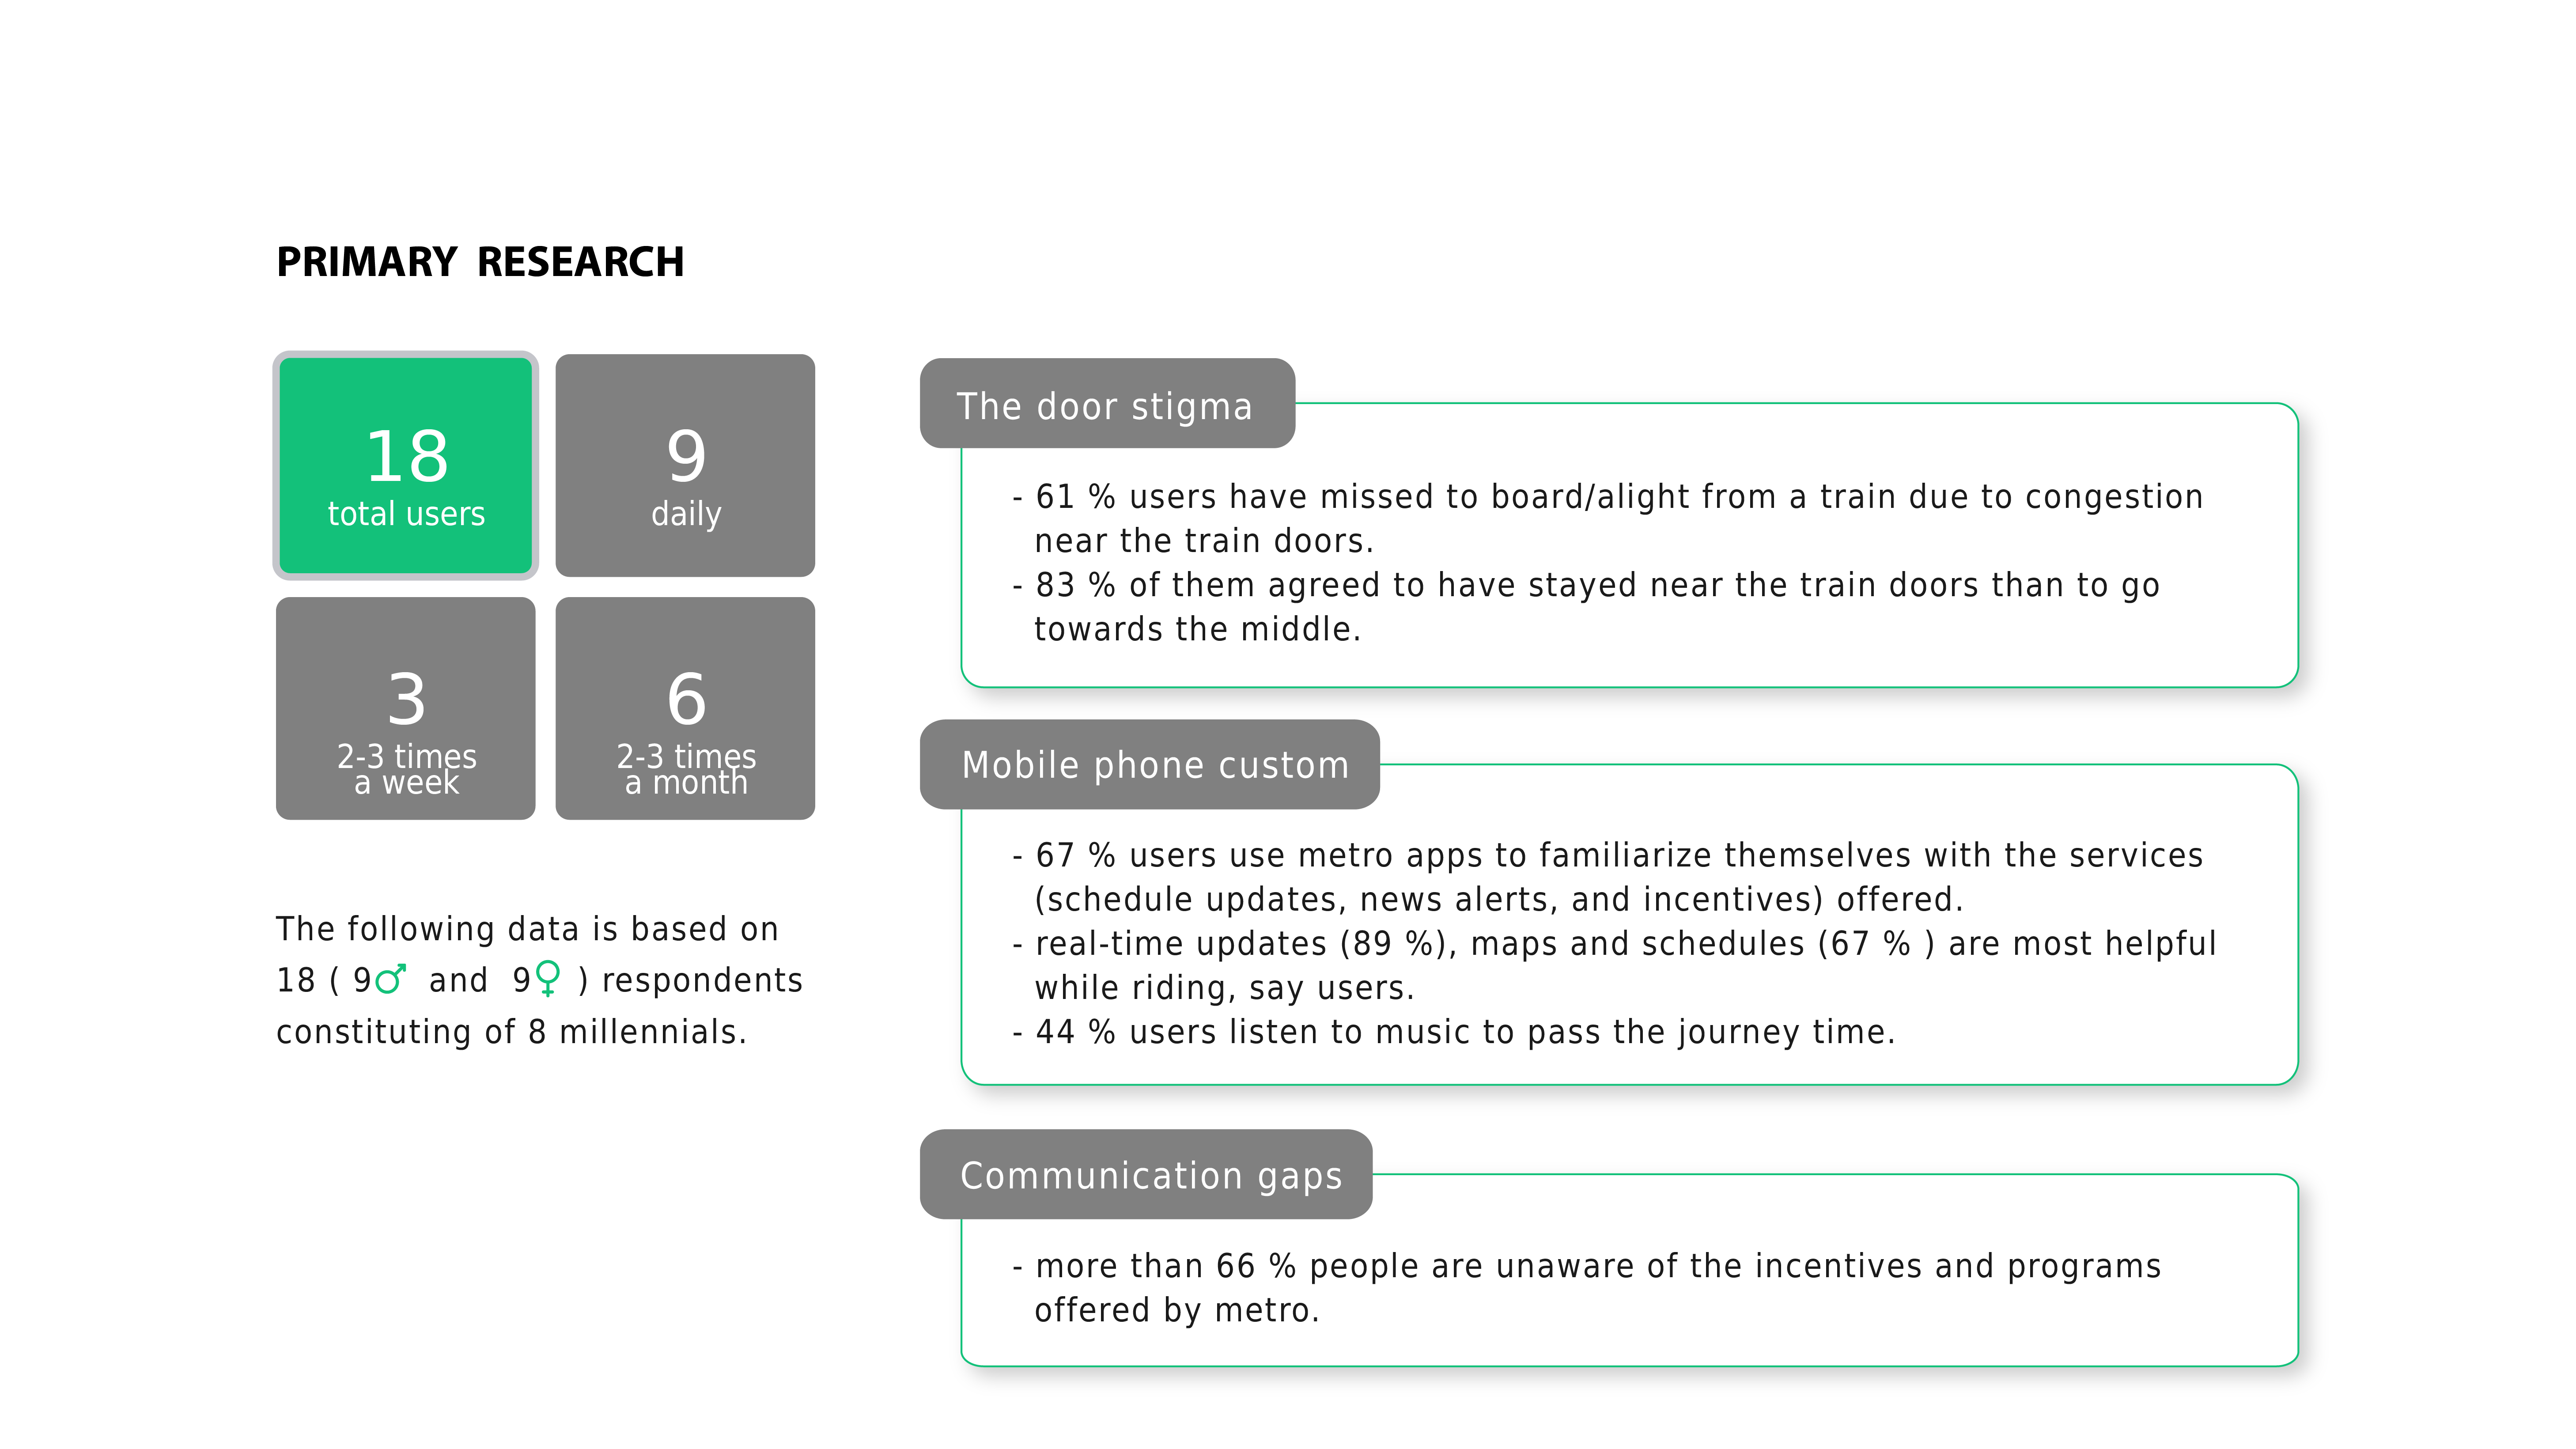 PRIMARY RESEARCH
18
total users
9
daily
3
2-3 times
a week
6
2-3 times
a month
The following data is based on
18 ( 9♂ and 9♀ ) respondents
constituting of 8 millennials.
The door stigma
- 61 % users have missed to board/alight from a train due to congestion
near the train doors.
- 83 % of them agreed to have stayed near the train doors than to go
towards the middle.
Mobile phone custom
- 67 % users use metro apps to familiarize themselves with the services
(schedule updates, news alerts, and incentives) offered.
- real-time updates (89 %), maps and schedules (67 % ) are most helpful
while riding, say users.
- 44 % users listen to music to pass the journey time.
Communication gaps
- more than 66 % people are unaware of the incentives and programs
offered by metro.